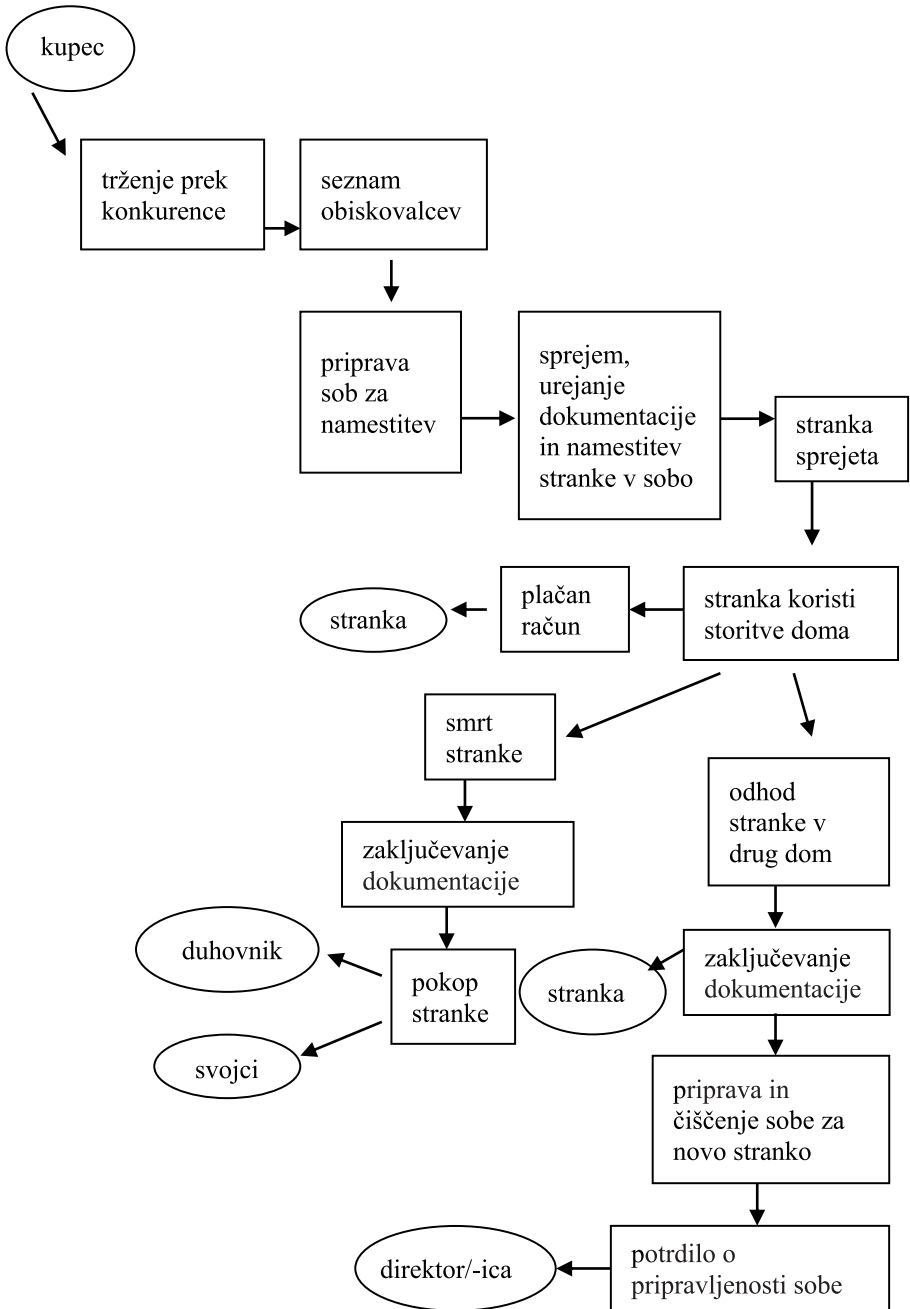 kupec
trženje prek
konkurence
seznam
obiskovalcev
priprava
sob za
namestitev
sprejem,
urejanje
dokumentacije
in namestitev
stranke v sobo
stranka
sprejeta
stranka
plačan
račun
stranka koristi
storitve doma
smrt
stranke
odhod
stranke v
drug dom
zaključevanje
dokumentacije
duhovnik
pokop
stranke
svojci
stranka
zaključevanje
dokumentacije
priprava in
čiščenje sobe za
novo stranko
direktor/-ica
potrdilo o
pripravljenosti sobe